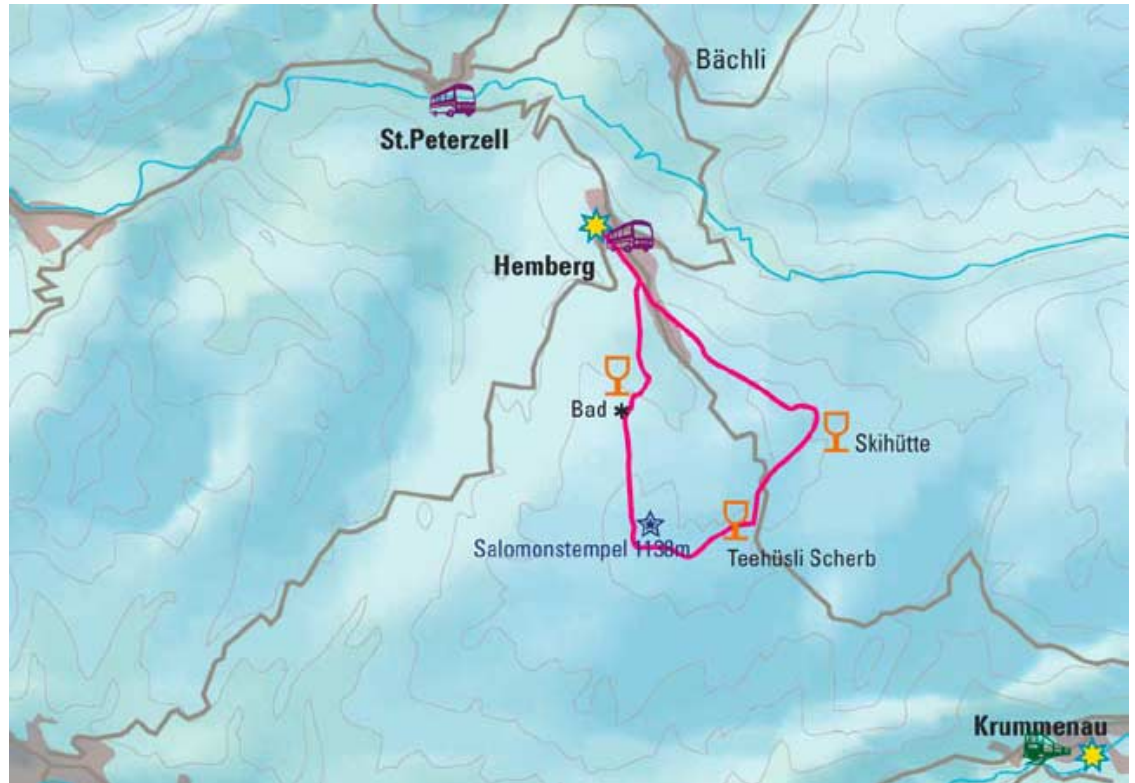 Bächli
St.Peterzell
Hemberg
Bad
Skihütte
Salomonstempel 1138m
Teehüsli Scherb
Krummenau